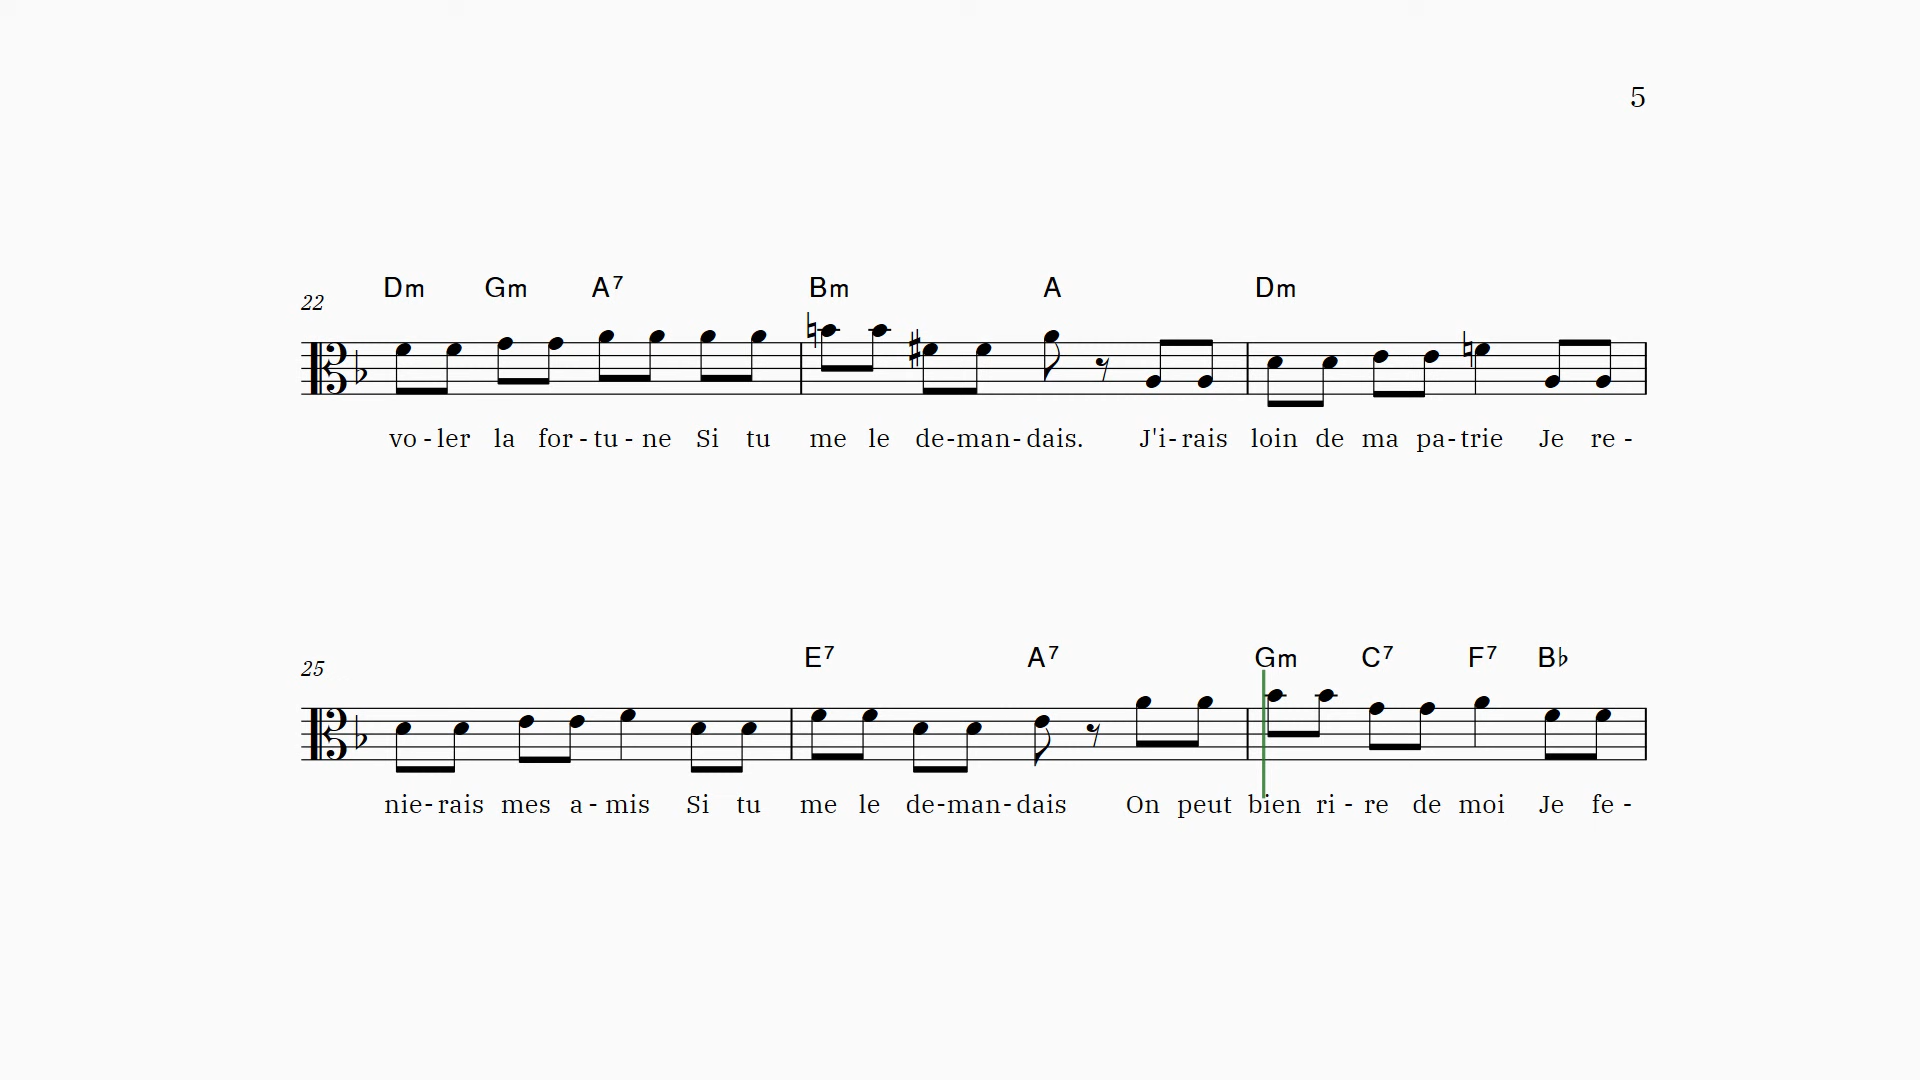 5
Dm Gm A7 Bm A Dm
22
vo - ler la for - tu - ne Si tu me le de-man-dais. J'i-rais loin de ma pa-trie Je re -
E7 A7 Gm C7 F7 B♭
25
nie-rais mes a - mis Si tu me le de-man-dais On peut bien ri - re de moi Je fe -